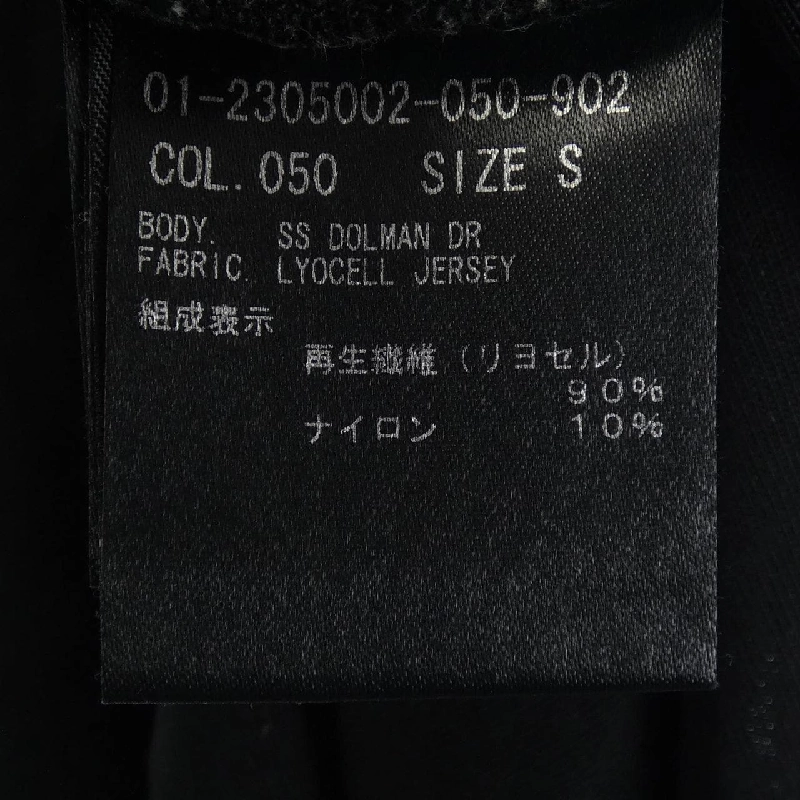 01-2305002-050-902
COL. 050 SIZE S
BODY. SS DOLMAN DR
FABRIC. LYOCELL JERSEY
組成表示
再生繊維(リヨセル)
90%
ナイロン 10%